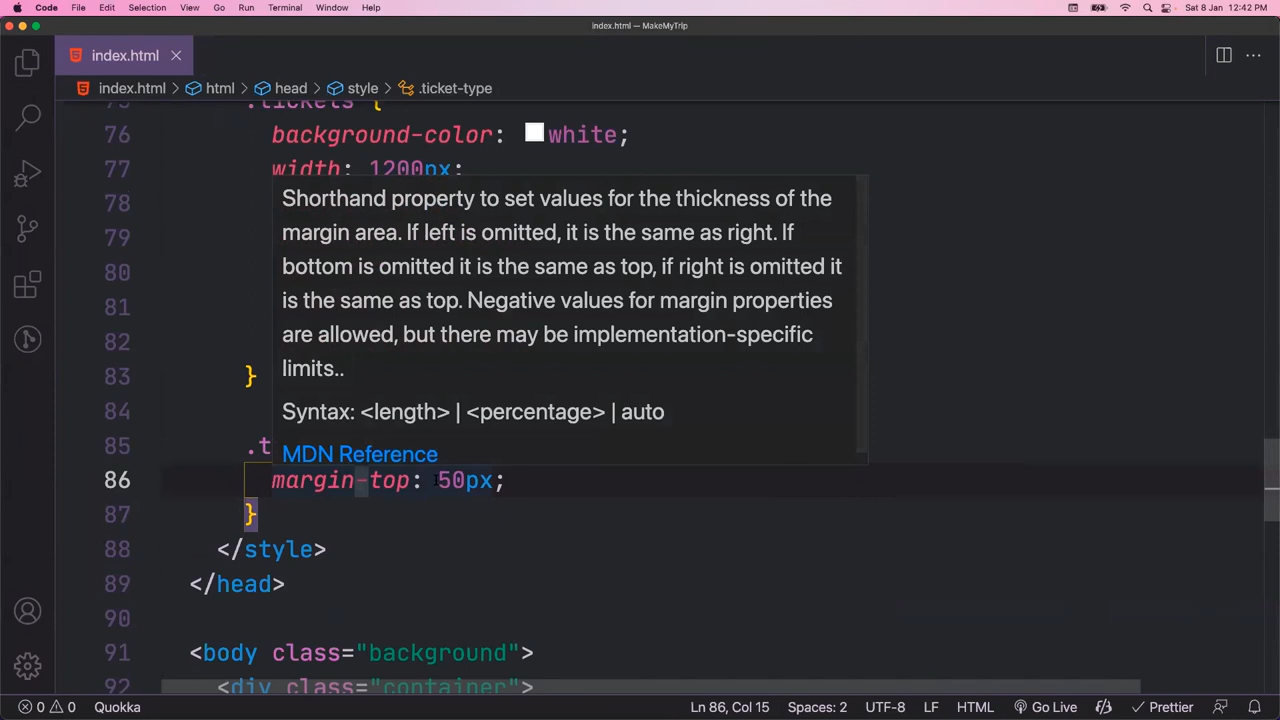 Code File Edit Selection View Go Run Terminal Window Help Sat 8 Jan 12:42 PM
index.html — MakeMyTrip
index.html
index.html > html > head > style > .ticket-type
75 .tickets {
76 background-color: white;
77 width: 1200px;
78
79
80
81
82
83 }
84
85 .t
86 margin-top: 50px;
87 }
88 </style>
89 </head>
90
91 <body class="background">
92 <div class="container">
Shorthand property to set values for the thickness of the
margin area. If left is omitted, it is the same as right. If
bottom is omitted it is the same as top, if right is omitted it
is the same as top. Negative values for margin properties
are allowed, but there may be implementation-specific
limits..
Syntax: <length> | <percentage> | auto
MDN Reference
0 0 Quokka Ln 86, Col 15 Spaces: 2 UTF-8 LF HTML Go Live Prettier